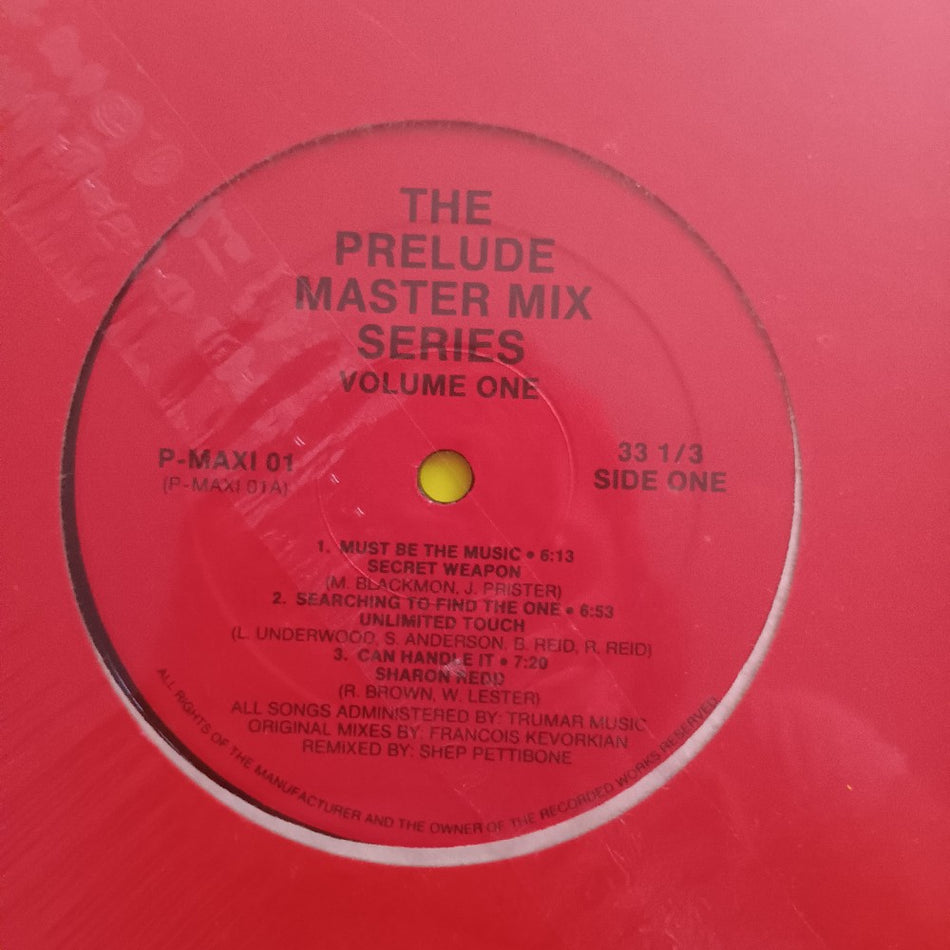 THE
PRELUDE
MASTER MIX
SERIES
VOLUME ONE
P-MAXI 01
(P-MAXI 01A)
33 1/3
SIDE ONE
1. MUST BE THE MUSIC • 6:13
SECRET WEAPON
(M. BLACKMON, J. PRISTER)
2. SEARCHING TO FIND THE ONE • 6:53
UNLIMITED TOUCH
(L. UNDERWOOD, S. ANDERSON, B. REID, R. REID)
3. CAN HANDLE IT • 7:20
SHARON REDD
(R. BROWN, W. LESTER)
ALL SONGS ADMINISTERED BY: TRUMAR MUSIC
ORIGINAL MIXES BY: FRANCOIS KEVORKIAN
REMIXED BY: SHEP PETTIBONE
ALL RIGHTS OF THE MANUFACTURER AND THE OWNER OF THE RECORDED WORKS RESERVED